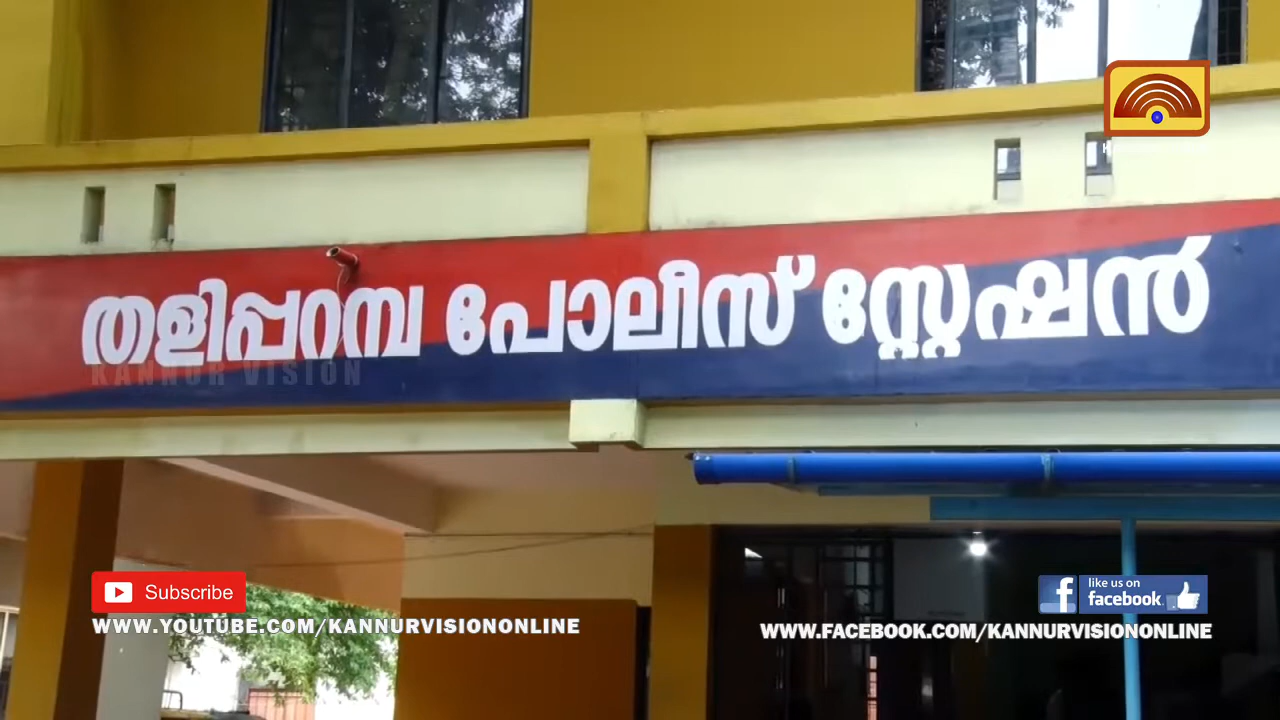 തളിപ്പറമ്പ പോലീസ് സ്റ്റേഷൻ
KANNUR VISION
Subscribe
WWW.YOUTUBE.COM/KANNURVISIONONLINE
like us on
facebook
WWW.FACEBOOK.COM/KANNURVISIONONLINE